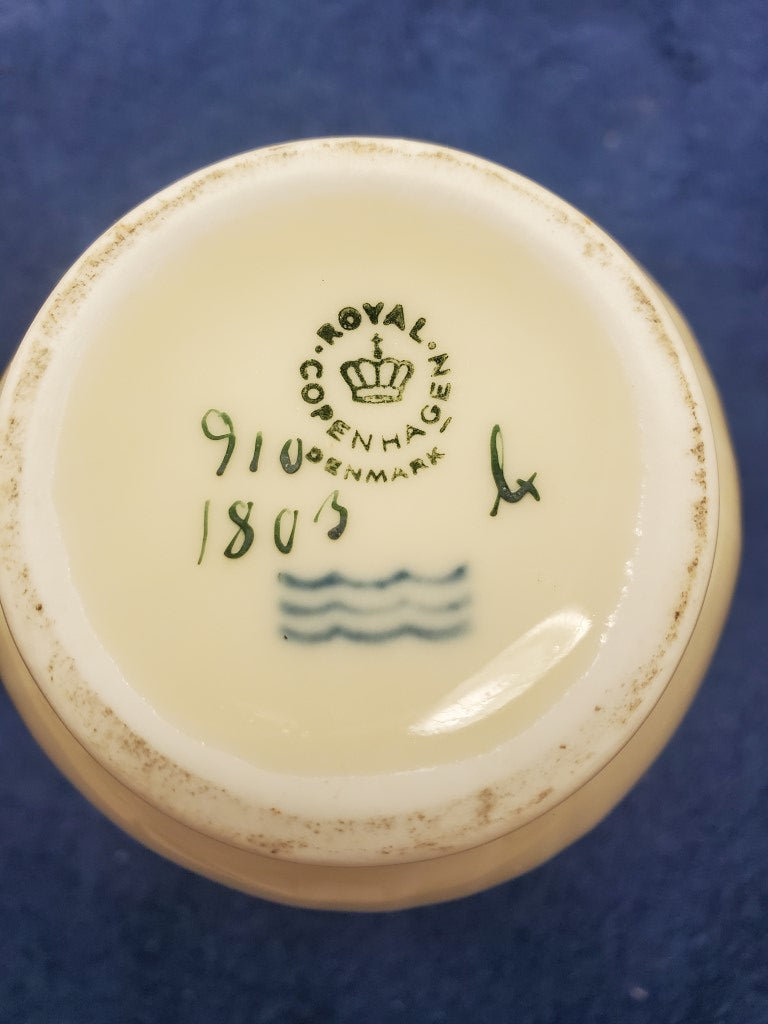 ROYAL
COPENHAGEN
DENMARK
910
1803